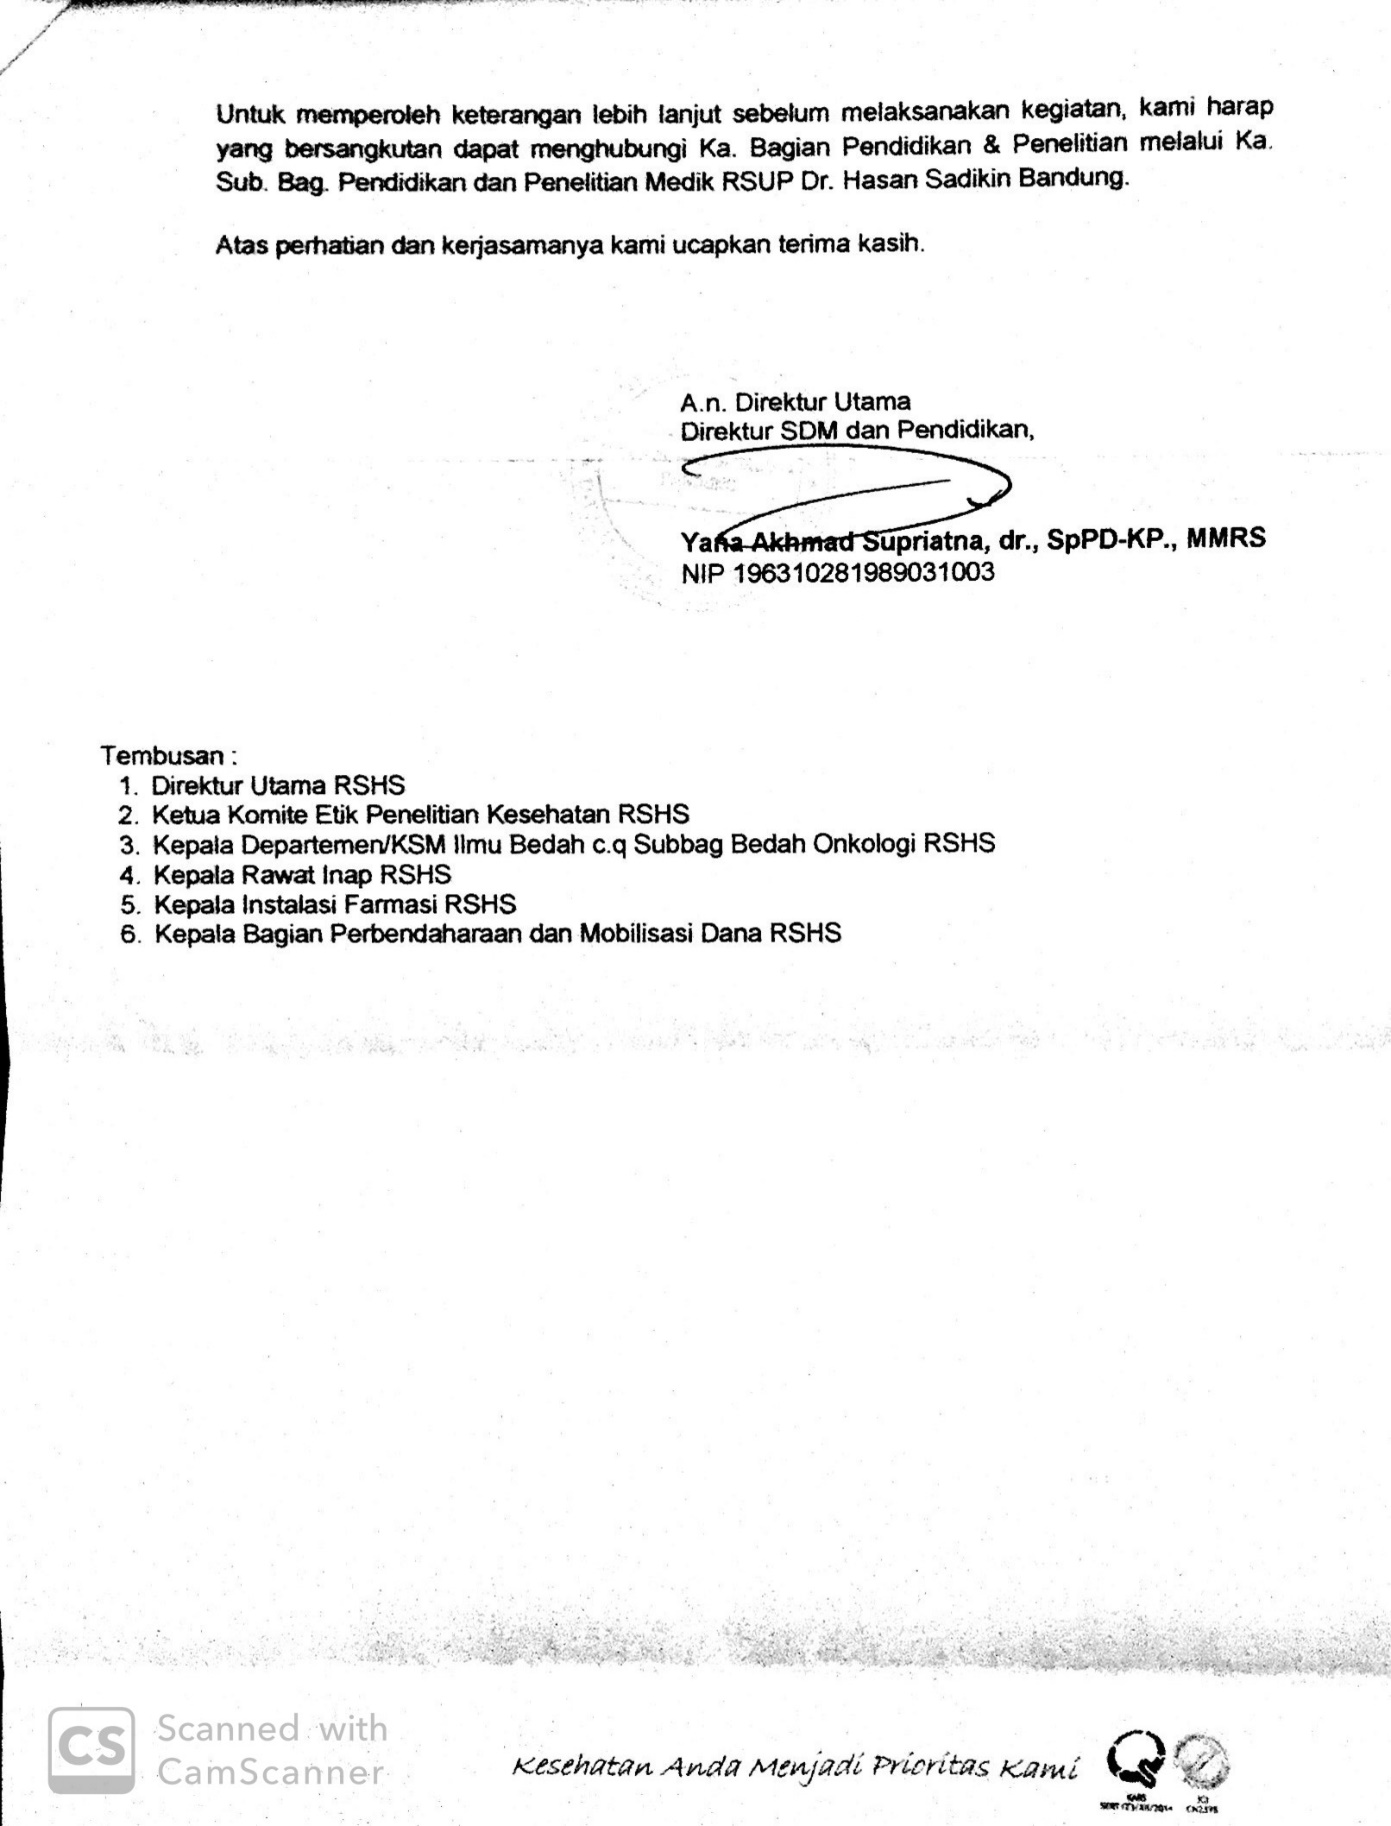 Untuk memperoleh keterangan lebih lanjut sebelum melaksanakan kegiatan, kami harap
yang bersangkutan dapat menghubungi Ka. Bagian Pendidikan & Penelitian melalui Ka.
Sub. Bag. Pendidikan dan Penelitian Medik RSUP Dr. Hasan Sadikin Bandung.
Atas perhatian dan kerjasamanya kami ucapkan terima kasih.
A.n. Direktur Utama
Direktur SDM dan Pendidikan,
Yana Akhmad Supriatna, dr., SpPD-KP., MMRS
NIP 196310281989031003
Tembusan :
1. Direktur Utama RSHS
2. Ketua Komite Etik Penelitian Kesehatan RSHS
3. Kepala Departemen/KSM Ilmu Bedah c.q Subbag Bedah Onkologi RSHS
4. Kepala Rawat Inap RSHS
5. Kepala Instalasi Farmasi RSHS
6. Kepala Bagian Perbendaharaan dan Mobilisasi Dana RSHS
CS Scanned with
CamScanner
Kesehatan Anda Menjadi Prioritas Kami
KARS